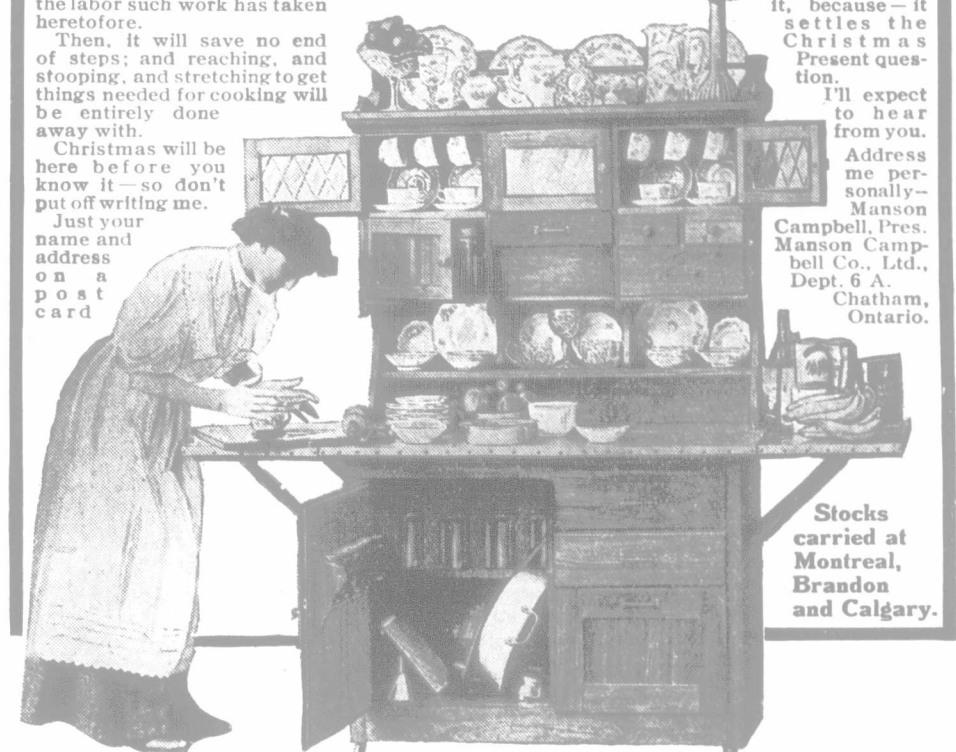 the labor such work has taken
heretofore.
Then, it will save no end
of steps; and reaching, and
stooping, and stretching to get
things needed for cooking will
be entirely done
away with.
Christmas will be
here before you
know it—so don't
put off writing me.
Just your
name and
address
on a
post
card
it, because—it
settles the
Christmas
Present ques-
tion.
I'll expect
to hear
from you.
Address
me per-
sonally—
Manson
Campbell, Pres.
Manson Camp-
bell Co., Ltd.,
Dept. 6 A.
Chatham,
Ontario.
Stocks
carried at
Montreal,
Brandon
and Calgary.